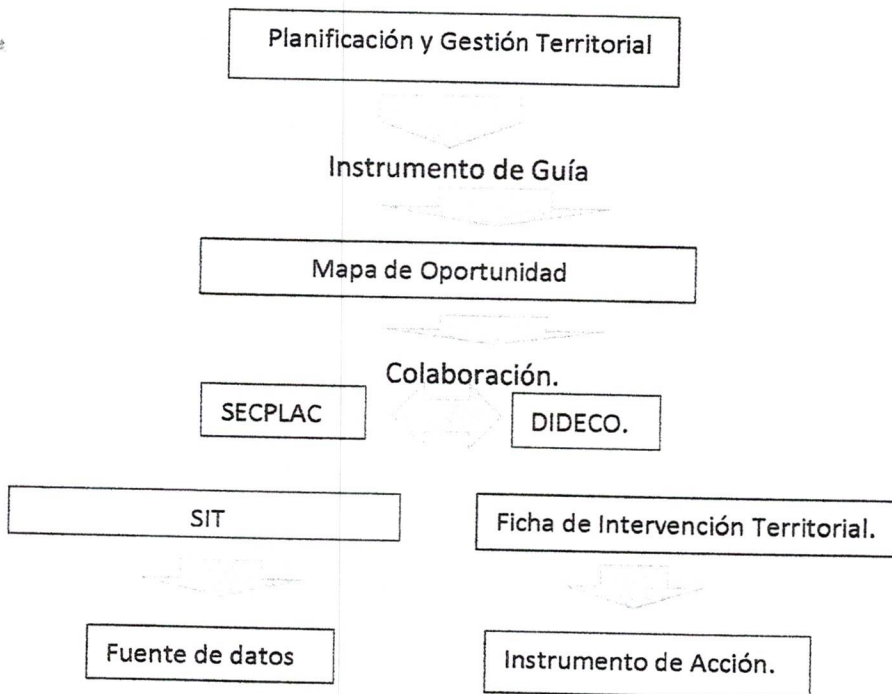 Planificación y Gestión Territorial
Instrumento de Guía
Mapa de Oportunidad
Colaboración.
SECPLAC
DIDECO.
SIT
Ficha de Intervención Territorial.
Fuente de datos
Instrumento de Acción.